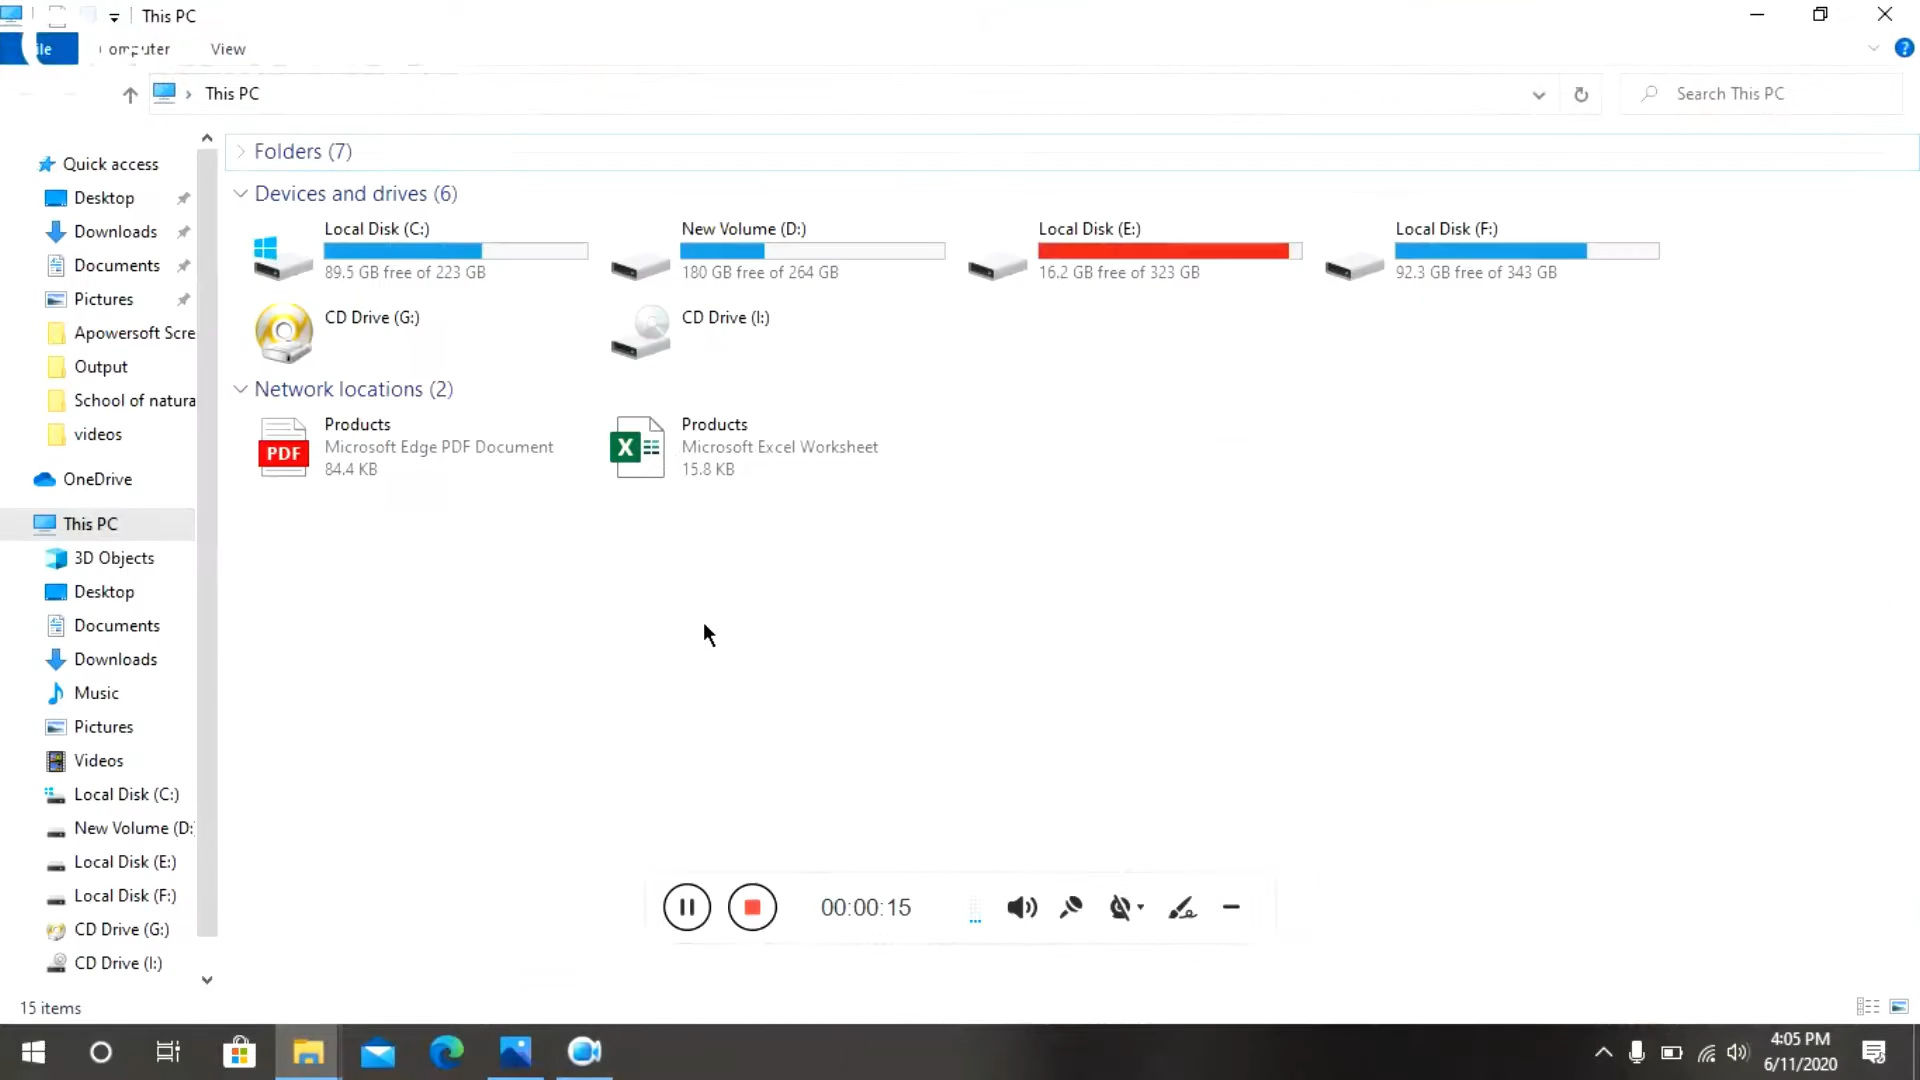 This PC
ile omputer View
This PC
Search This PC
Quick access
Desktop
Downloads
Documents
Pictures
Apowersoft Scre
Output
School of natura
videos
OneDrive
This PC
3D Objects
Desktop
Documents
Downloads
Music
Pictures
Videos
Local Disk (C:)
New Volume (D:
Local Disk (E:)
Local Disk (F:)
CD Drive (G:)
CD Drive (I:)
Folders (7)
Devices and drives (6)
Local Disk (C:)
89.5 GB free of 223 GB
New Volume (D:)
180 GB free of 264 GB
Local Disk (E:)
16.2 GB free of 323 GB
Local Disk (F:)
92.3 GB free of 343 GB
CD Drive (G:)
CD Drive (I:)
Network locations (2)
Products
Microsoft Edge PDF Document
84.4 KB
PDF
Products
Microsoft Excel Worksheet
15.8 KB
X
00:00:15
15 items
4:05 PM
6/11/2020